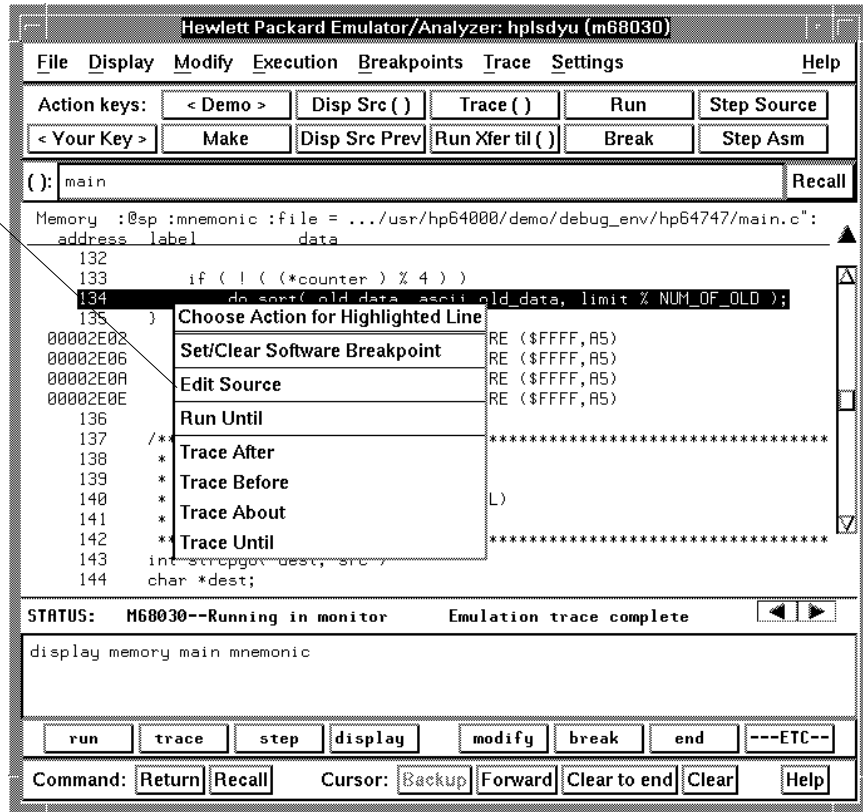 Hewlett Packard Emulator/Analyzer: hplsdyu (m68030)
File Display Modify Execution Breakpoints Trace Settings Help
Action keys: < Demo > Disp Src ( ) Trace ( ) Run Step Source
< Your Key > Make Disp Src Prev Run Xfer til ( ) Break Step Asm
( ): main Recall
Memory :@sp :mnemonic :file = .../usr/hp64000/demo/debug_env/hp64747/main.c":
address label data
132
133 if ( ! ( (*counter ) % 4 ) )
134 do_sort( old_data, ascii_old_data, limit % NUM_OF_OLD );
135 }
Choose Action for Highlighted Line
00002E02 RE ($FFFF,A5)
Set/Clear Software Breakpoint
00002E06 RE ($FFFF,A5)
00002E0A RE ($FFFF,A5)
Edit Source
00002E0E RE ($FFFF,A5)
136
Run Until
137 /** **********************************
138 *
Trace After
139 *
Trace Before
140 * L)
Trace About
141 *
142 ** **********************************
Trace Until
143 int strcpy8( dest, src )
144 char *dest;
STATUS: M68030--Running in monitor Emulation trace complete
display memory main mnemonic
run trace step display modify break end ---ETC--
Command: Return Recall Cursor: Backup Forward Clear to end Clear Help